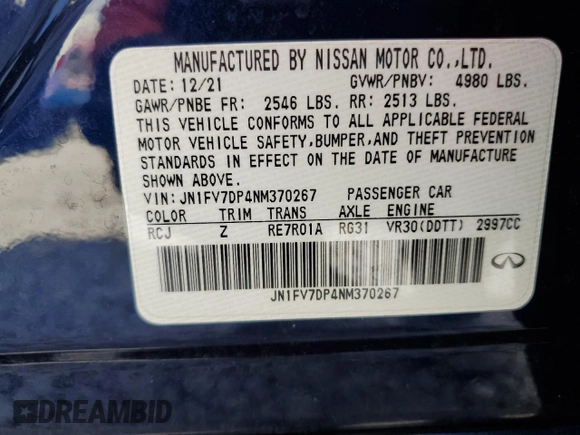 MANUFACTURED BY NISSAN MOTOR CO.,LTD.
DATE: 12/21 GVWR/PNBV: 4980 LBS.
GAWR/PNBE FR: 2546 LBS. RR: 2513 LBS.
THIS VEHICLE CONFORMS TO ALL APPLICABLE FEDERAL
MOTOR VEHICLE SAFETY,BUMPER,AND THEFT PREVENTION
STANDARDS IN EFFECT ON THE DATE OF MANUFACTURE
SHOWN ABOVE.
VIN: JN1FV7DP4NM370267 PASSENGER CAR
COLOR TRIM TRANS AXLE ENGINE
RCJ Z RE7R01A RG31 VR30(DDTT) 2997CC
JN1FV7DP4NM370267
DREAMBID